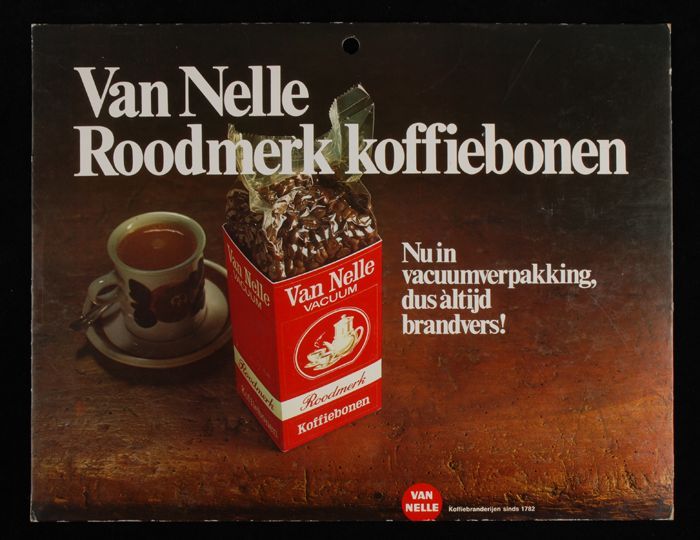 Van Nelle
Roodmerk koffiebonen
Nu in
vacuumverpakking,
dus àltijd
brandvers!
Van Nelle
VACUUM
Roodmerk
Koffiebonen
Van Nelle
VACUUM
Roodmerk
Koffiebonen
VAN
NELLE
Koffiebranderijen sinds 1782